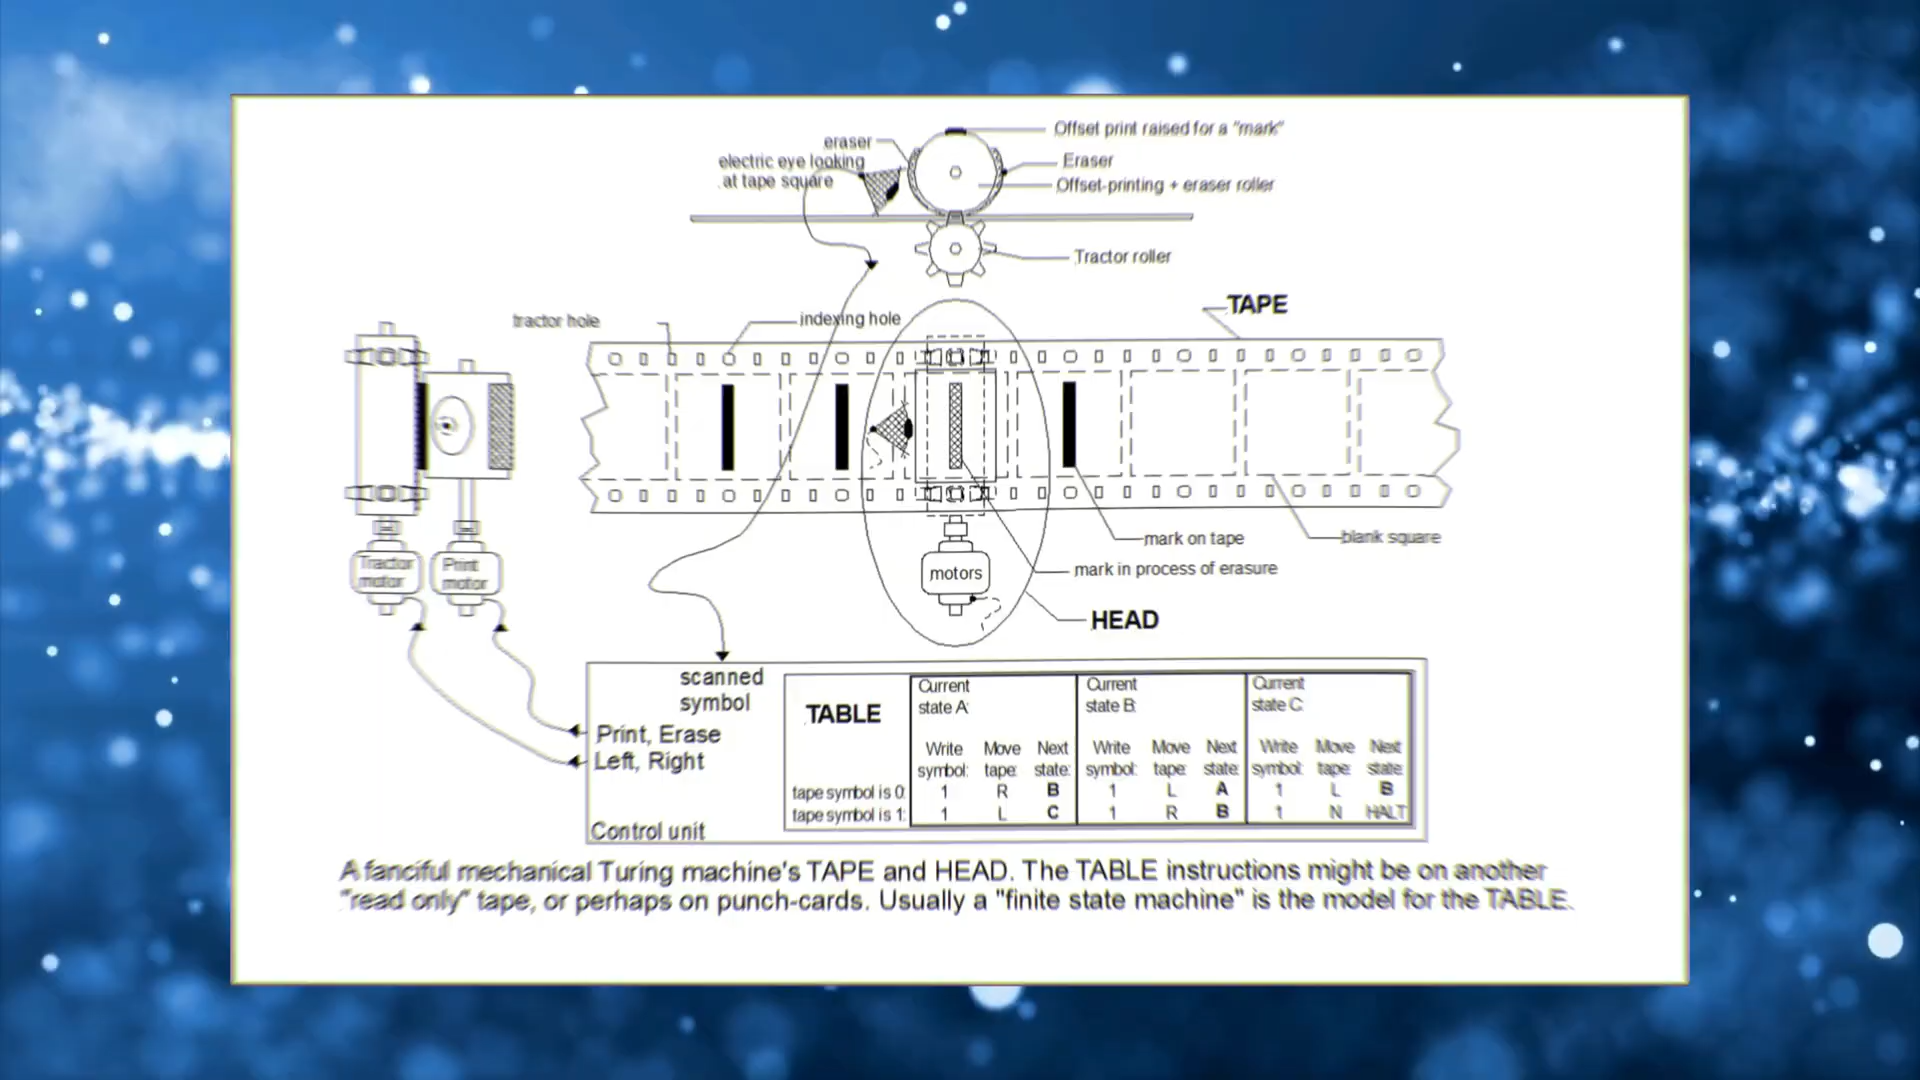 Offset print raised for a "mark"
eraser
Eraser
electric eye looking
at tape square
Offset-printing + eraser roller
Tractor roller
TAPE
tractor hole
indexing hole
mark on tape
blank square
Tractor
motor
Print
motor
motors
mark in process of erasure
HEAD
scanned
symbol
Print, Erase
Left, Right
Control unit
TABLE
Current
state A:
Current
state B:
Current
state C:
Write Move Next Write Move Next Write Move Next
symbol: tape: state: symbol: tape: state: symbol: tape: state:
tape symbol is 0: 1 R B 1 L A 1 L B
tape symbol is 1: 1 L C 1 R B 1 N HALT
A fanciful mechanical Turing machine's TAPE and HEAD. The TABLE instructions might be on another
"read only" tape, or perhaps on punch-cards. Usually a "finite state machine" is the model for the TABLE.